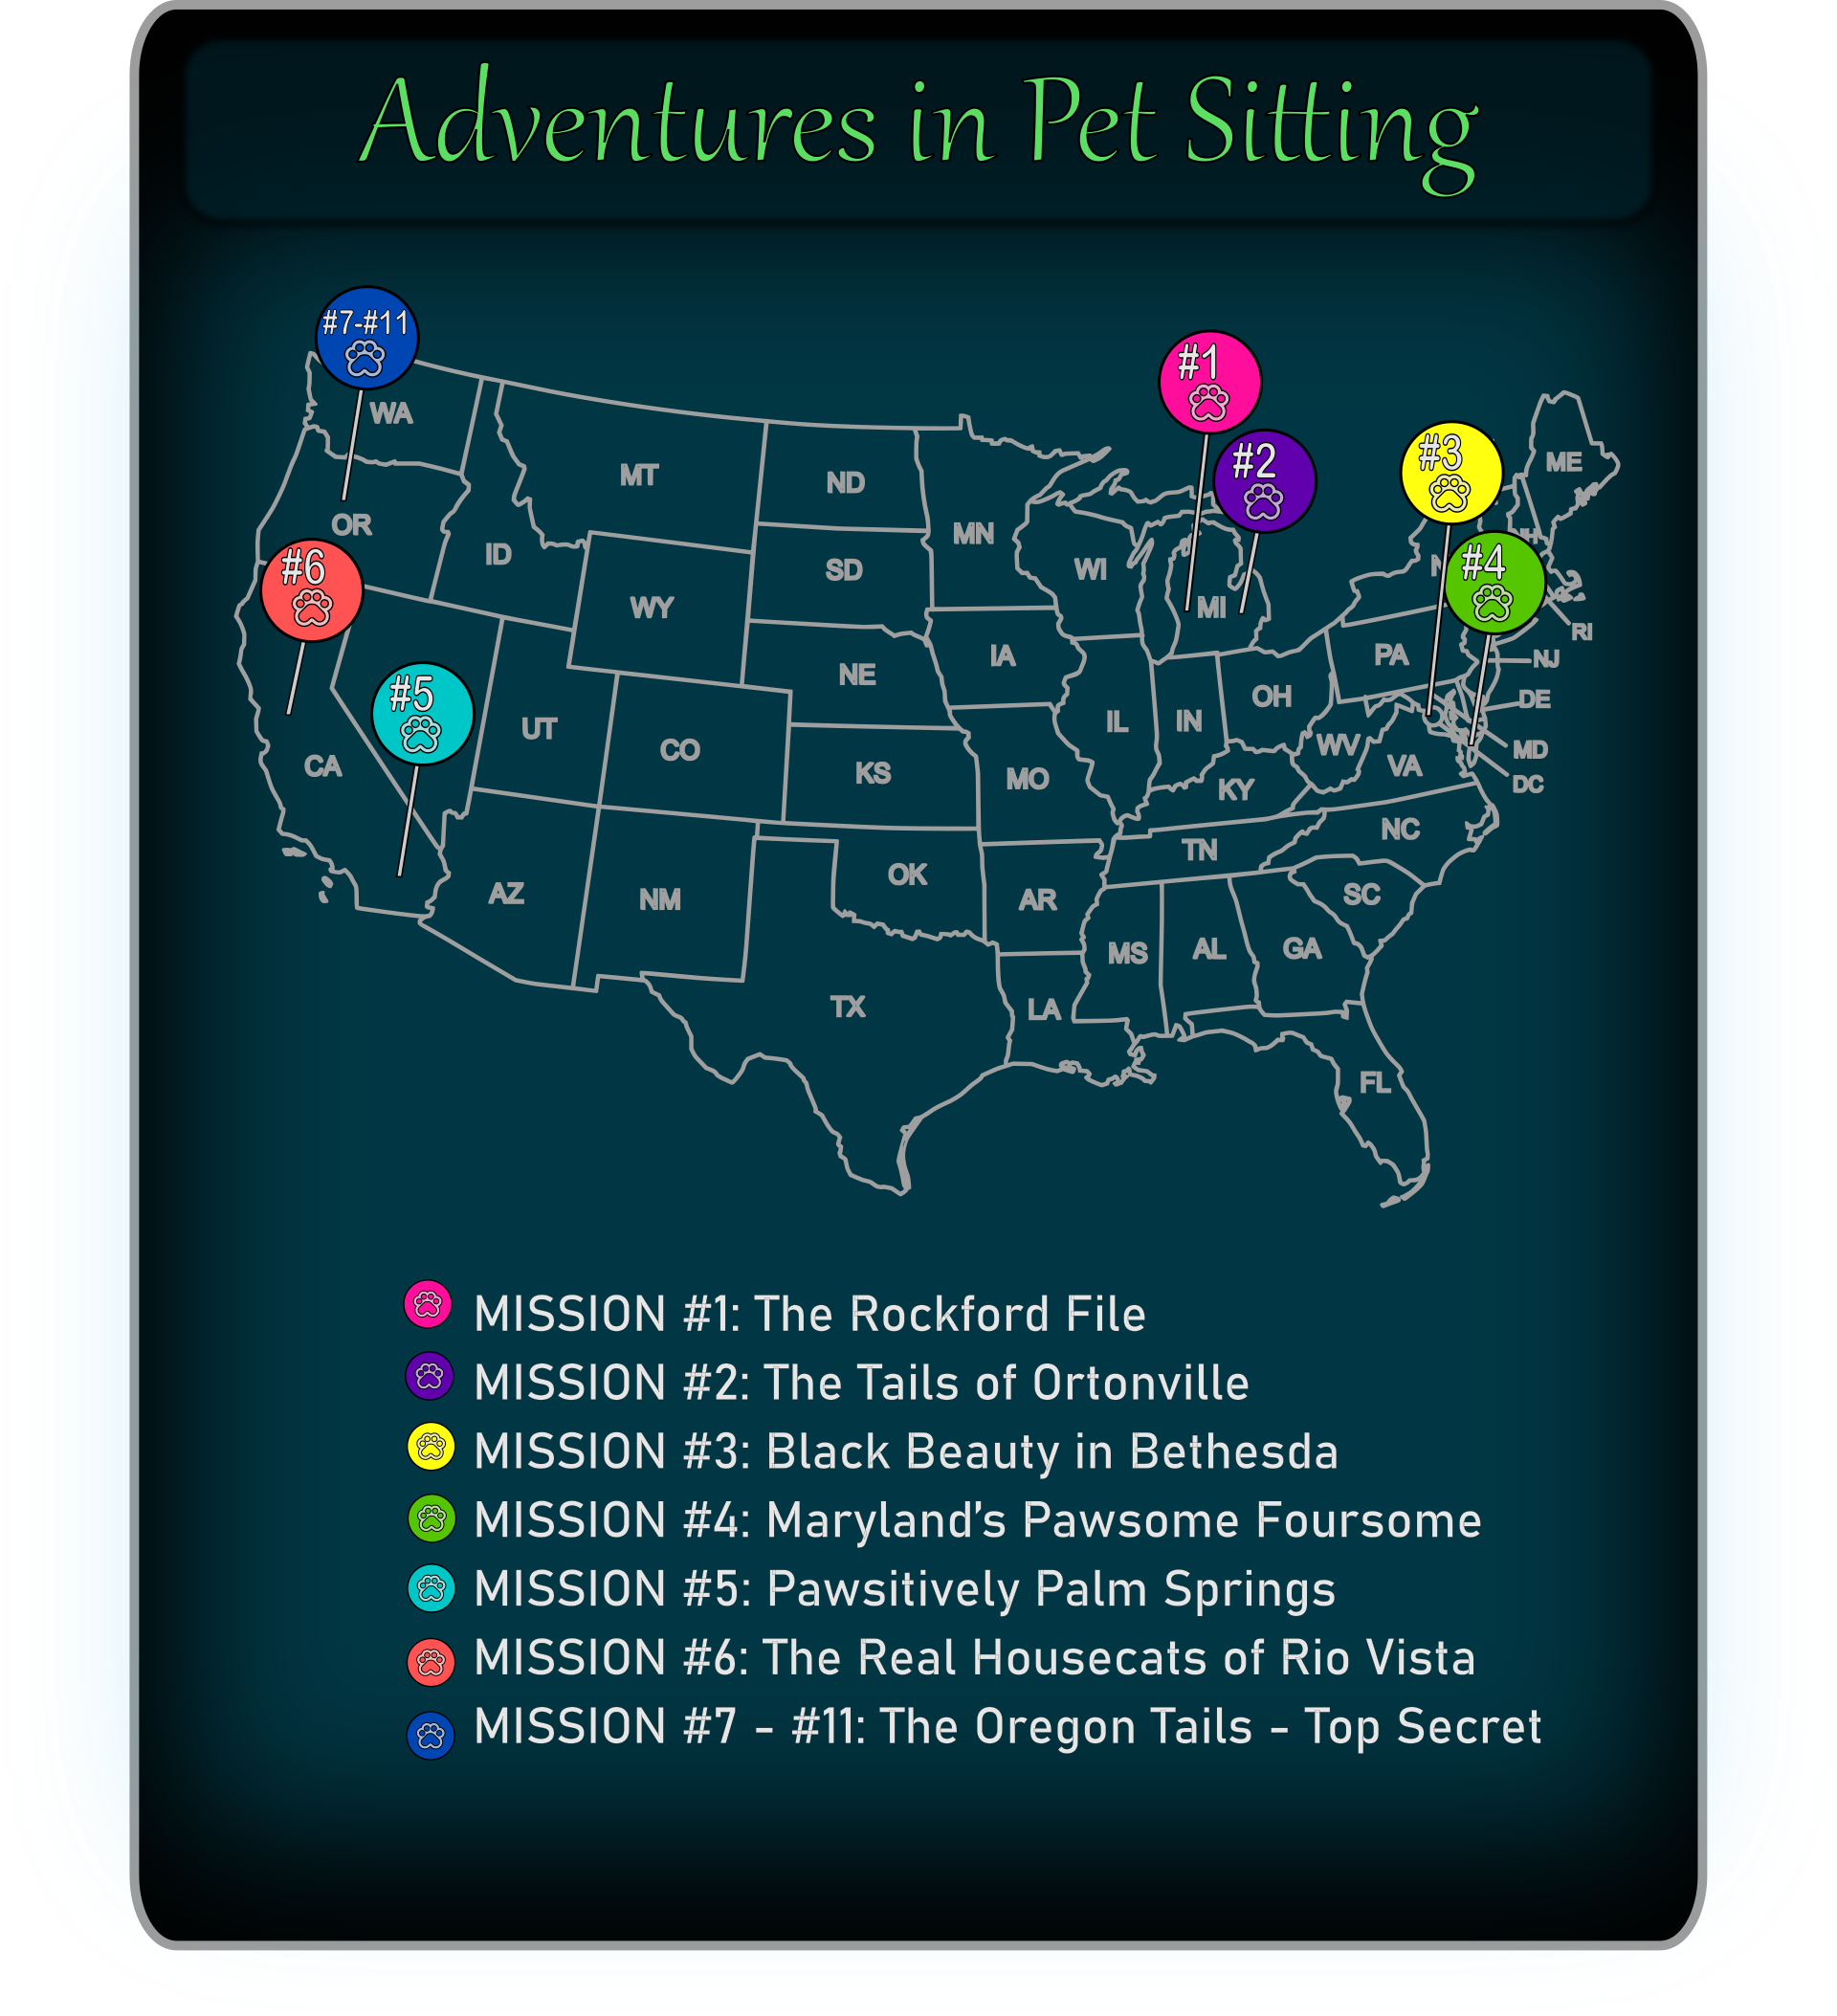 Adventures in Pet Sitting
#7-#11
WA
#1
#2
#3
ME
MT
ND
MN
OR
ID
SD
WI
#4
#6
WY
MI
RI
IA
PA
NJ
NE
#5
OH
DE
UT
CO
IL
IN
WV
MD
CA
KS
MO
KY
VA
DC
NC
TN
OK
AZ
NM
AR
SC
MS
AL
GA
TX
LA
FL
MISSION #1: The Rockford File
MISSION #2: The Tails of Ortonville
MISSION #3: Black Beauty in Bethesda
MISSION #4: Maryland’s Pawsome Foursome
MISSION #5: Pawsitively Palm Springs
MISSION #6: The Real Housecats of Rio Vista
MISSION #7 - #11: The Oregon Tails - Top Secret